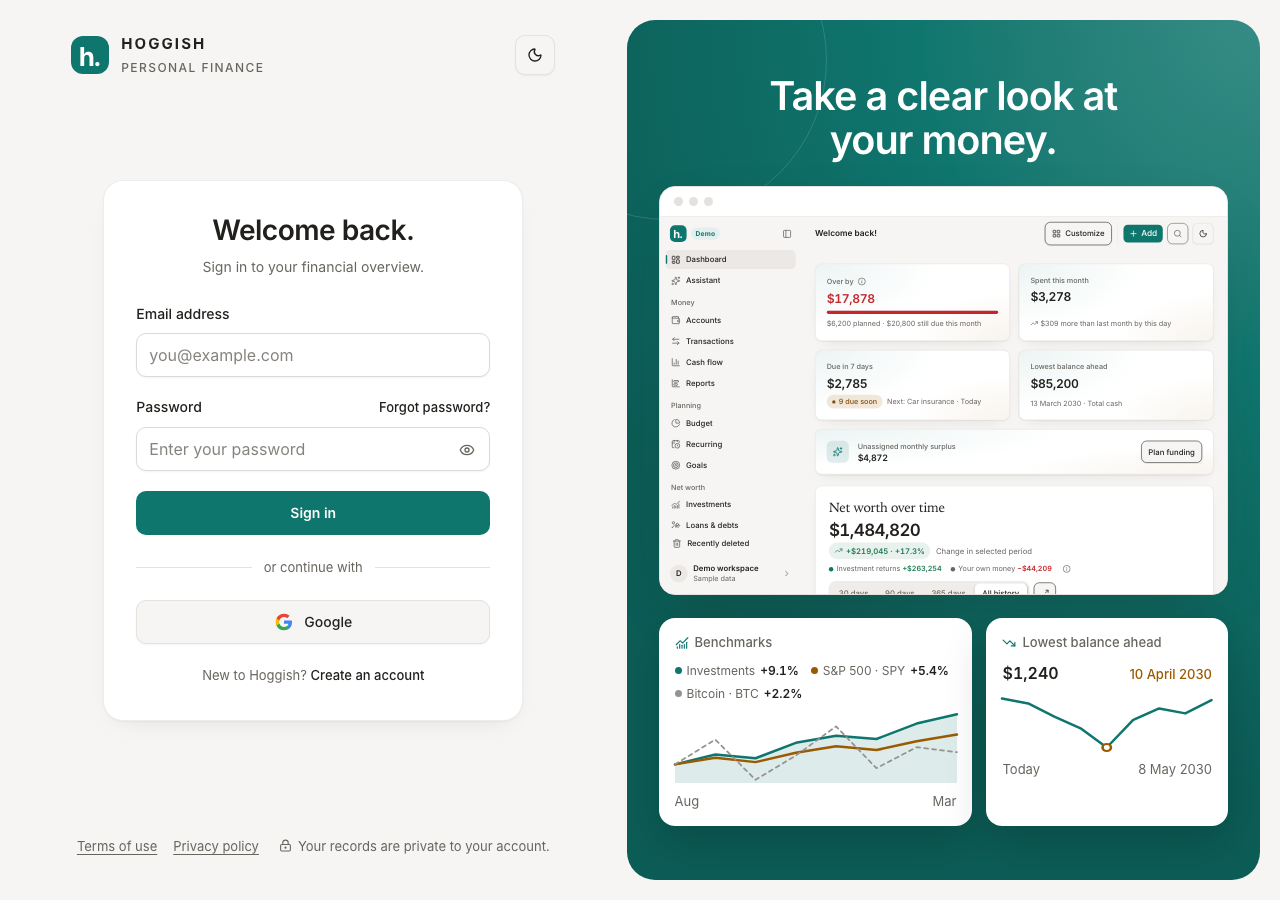 h.
HOGGISH
PERSONAL FINANCE
Welcome back.
Sign in to your financial overview.
Email address
you@example.com
Password
Forgot password?
Enter your password
Sign in
or continue with
Google
New to Hoggish? Create an account
Terms of use
Privacy policy
Your records are private to your account.
Take a clear look at
your money.
h.
Demo
Dashboard
Assistant
Money
Accounts
Transactions
Cash flow
Reports
Planning
Budget
Recurring
Goals
Net worth
Investments
Loans & debts
Recently deleted
D
Demo workspace
Sample data
Welcome back!
Customize
Add
Over by
$17,878
$6,200 planned · $20,800 still due this month
Spent this month
$3,278
$309 more than last month by this day
Due in 7 days
$2,785
9 due soon
Next: Car insurance · Today
Lowest balance ahead
$85,200
13 March 2030 · Total cash
Unassigned monthly surplus
$4,872
Plan funding
Net worth over time
$1,484,820
+$219,045 · +17.3%
Change in selected period
Investment returns +$263,254
Your own money −$44,209
30 days
90 days
365 days
All history
Benchmarks
Investments +9.1%
S&P 500 · SPY +5.4%
Bitcoin · BTC +2.2%
Aug
Mar
Lowest balance ahead
$1,240
10 April 2030
Today
8 May 2030